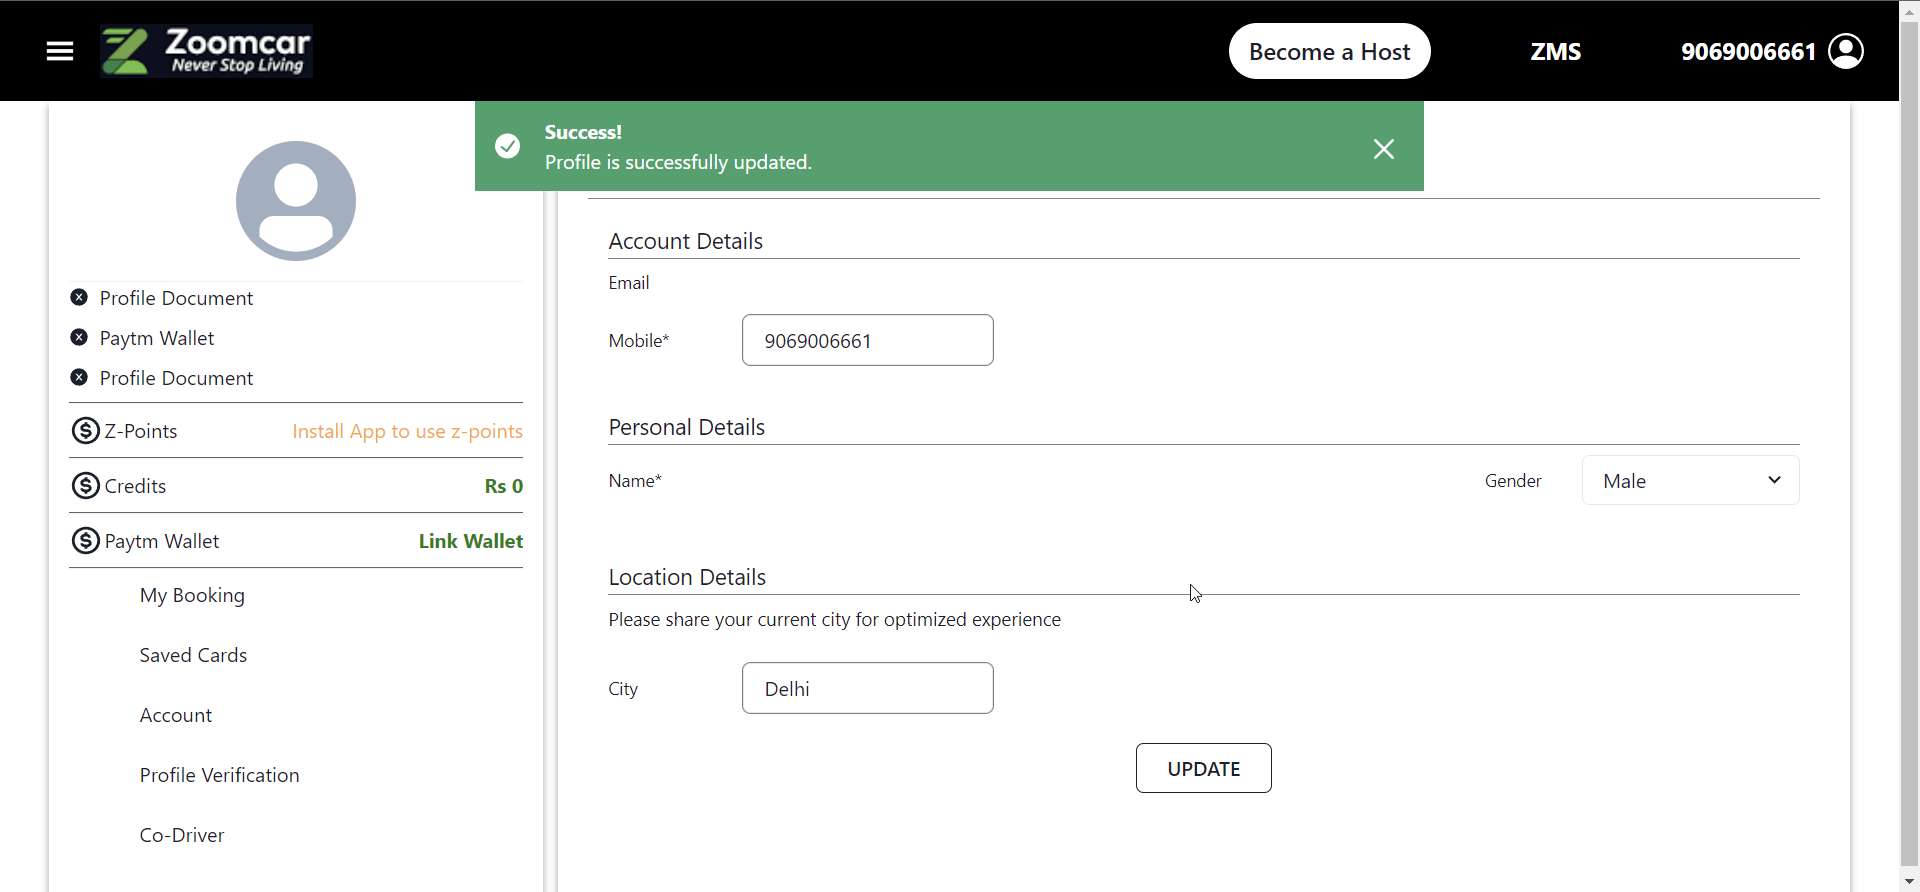 Zoomcar
Never Stop Living
Become a Host
ZMS
9069006661
Success!
Profile is successfully updated.
Profile Document
Paytm Wallet
Profile Document
Z-Points
Install App to use z-points
Credits
Rs 0
Paytm Wallet
Link Wallet
My Booking
Saved Cards
Account
Profile Verification
Co-Driver
Account Details
Email
Mobile*
9069006661
Personal Details
Name*
Gender
Male
Location Details
Please share your current city for optimized experience
City
Delhi
UPDATE